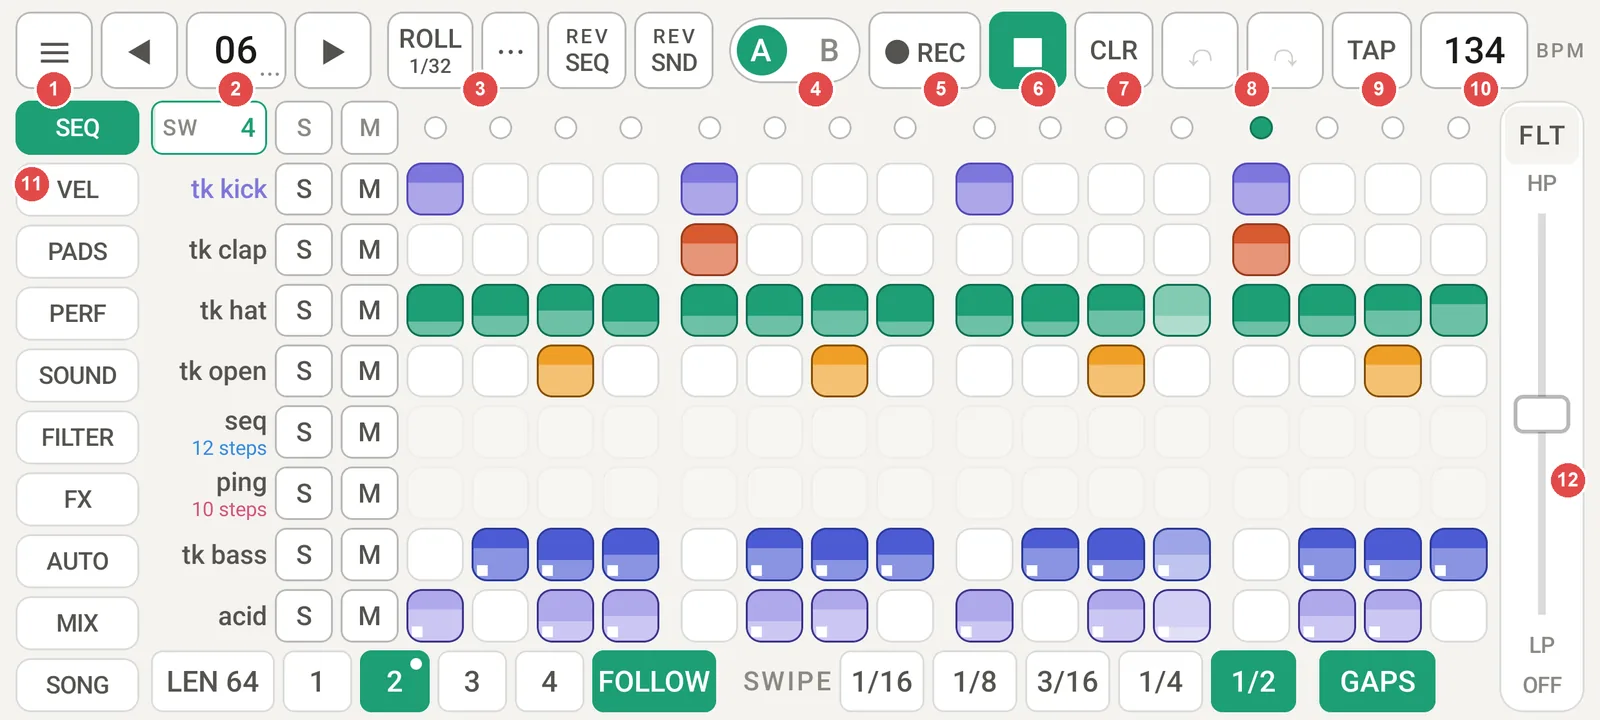 06 ...
ROLL
1/32
...
REV
SEQ
REV
SND
A B
REC
CLR
TAP
134
BPM
1 2 3 4 5 6 7 8 9 10
SEQ SW 4 S M
FLT
11 VEL tk kick S M
HP
PADS tk clap S M
PERF tk hat S M
SOUND tk open S M
FILTER seq S M
12 steps
FX ping S M
10 steps
12
AUTO tk bass S M
MIX acid S M
LP
SONG LEN 64 1 2 3 4 FOLLOW SWIPE 1/16 1/8 3/16 1/4 1/2 GAPS
OFF